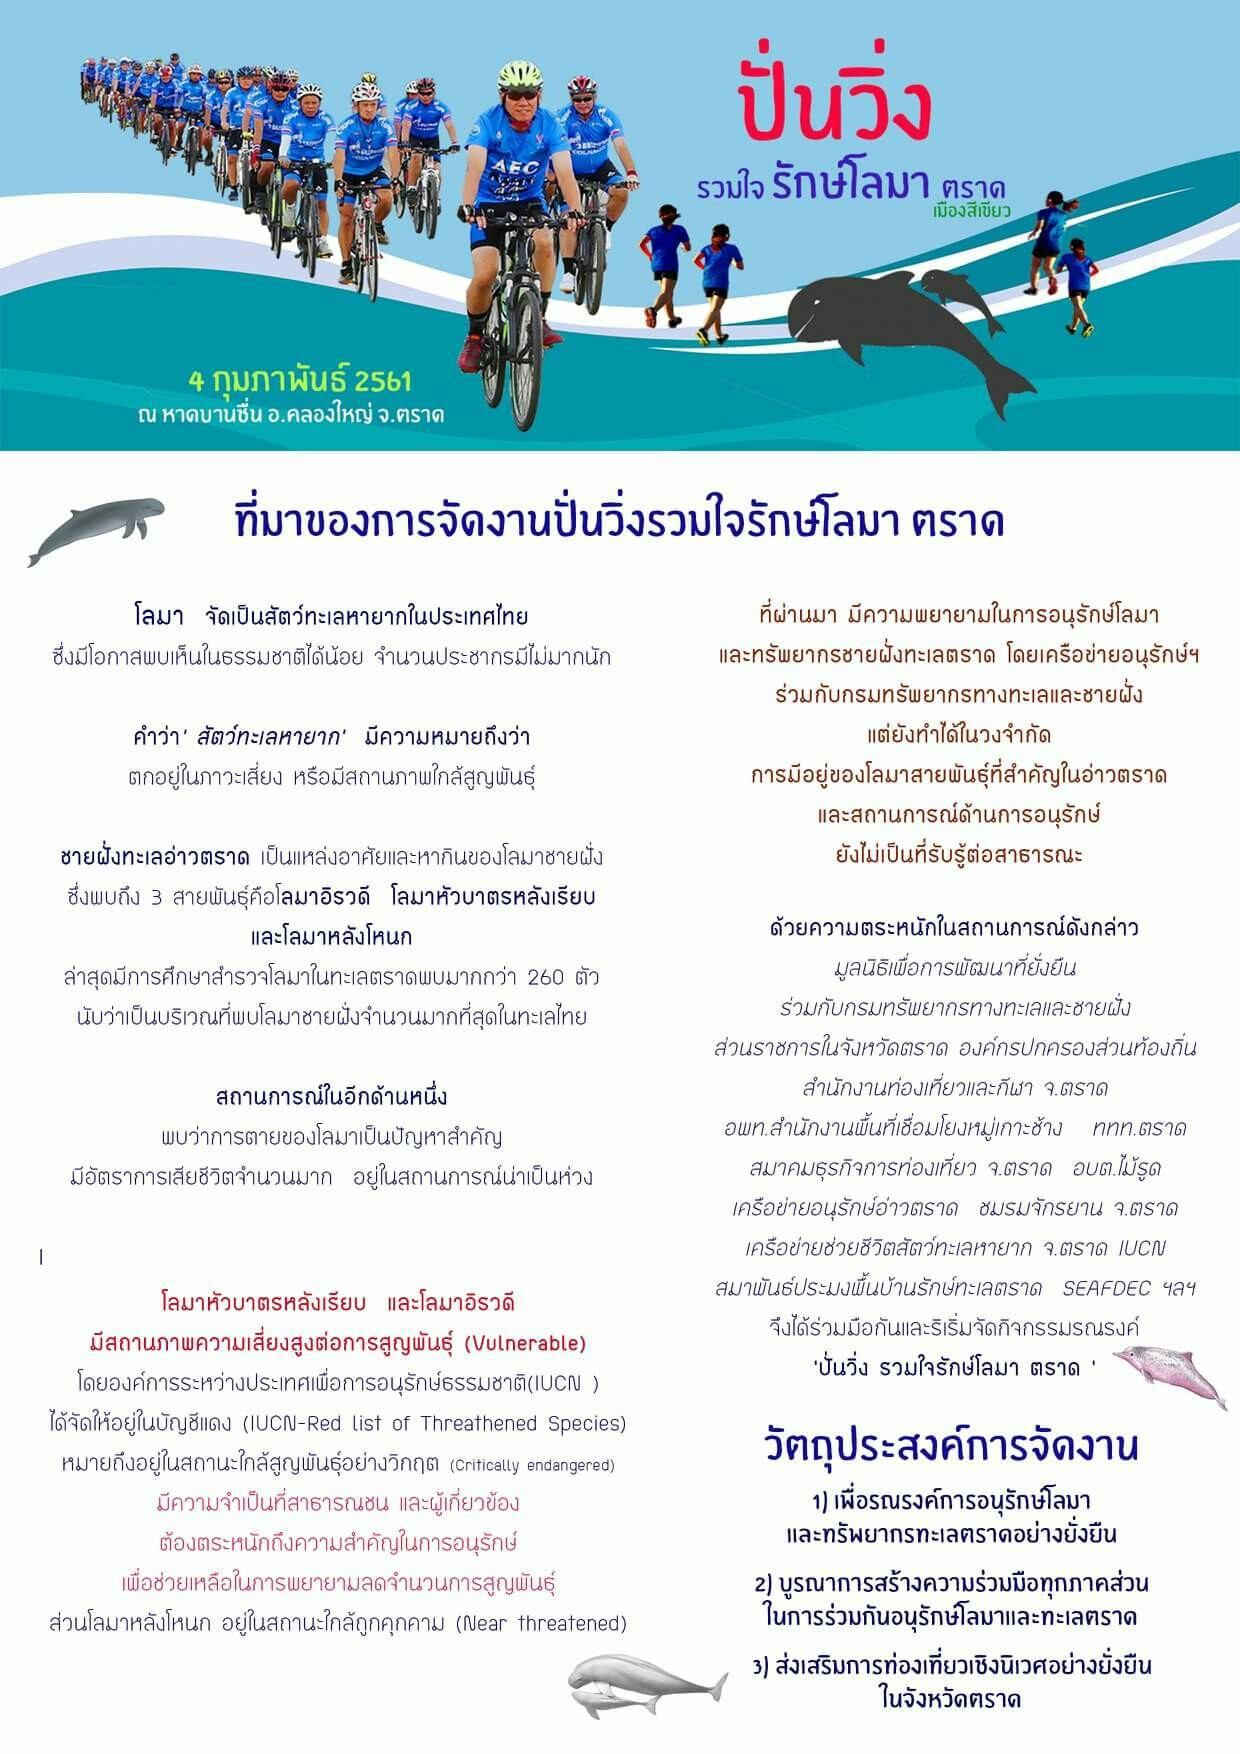 ปั่นวิ่ง
รวมใจ รักษ์โลมา ตราด
เมืองสีเขียว
AEC
4 กุมภาพันธ์ 2561
ณ หาดบานชื่น อ.คลองใหญ่ จ.ตราด
ที่มาของการจัดงานปั่นวิ่งรวมใจรักษ์โลมา ตราด
โลมา จัดเป็นสัตว์ทะเลหายากในประเทศไทย
ซึ่งมีโอกาสพบเห็นในธรรมชาติได้น้อย จำนวนประชากรมีไม่มากนัก
คำว่า' สัตว์ทะเลหายาก' มีความหมายถึงว่า
ตกอยู่ในภาวะเสี่ยง หรือมีสถานภาพใกล้สูญพันธุ์
ชายฝั่งทะเลอ่าวตราด เป็นแหล่งอาศัยและหากินของโลมาชายฝั่ง
ซึ่งพบถึง 3 สายพันธุ์คือโลมาอิรวดี โลมาหัวบาตรหลังเรียบ
และโลมาหลังโหนก
ล่าสุดมีการศึกษาสำรวจโลมาในทะเลตราดพบมากกว่า 260 ตัว
นับว่าเป็นบริเวณที่พบโลมาชายฝั่งจำนวนมากที่สุดในทะเลไทย
สถานการณ์ในอีกด้านหนึ่ง
พบว่าการตายของโลมาเป็นปัญหาสำคัญ
มีอัตราการเสียชีวิตจำนวนมาก อยู่ในสถานการณ์น่าเป็นห่วง
l
โลมาหัวบาตรหลังเรียบ และโลมาอิรวดี
มีสถานภาพความเสี่ยงสูงต่อการสูญพันธุ์ (Vulnerable)
โดยองค์การระหว่างประเทศเพื่อการอนุรักษ์ธรรมชาติ(IUCN )
ได้จัดให้อยู่ในบัญชีแดง (IUCN-Red list of Threathened Species)
หมายถึงอยู่ในสถานะใกล้สูญพันธุ์อย่างวิกฤต (Critically endangered)
มีความจำเป็นที่สาธารณชน และผู้เกี่ยวข้อง
ต้องตระหนักถึงความสำคัญในการอนุรักษ์
เพื่อช่วยเหลือในการพยายามลดจำนวนการสูญพันธุ์
ส่วนโลมาหลังโหนก อยู่ในสถานะใกล้ถูกคุกคาม (Near threatened)
ที่ผ่านมา มีความพยายามในการอนุรักษ์โลมา
และทรัพยากรชายฝั่งทะเลตราด โดยเครือข่ายอนุรักษ์ฯ
ร่วมกับกรมทรัพยากรทางทะเลและชายฝั่ง
แต่ยังทำได้ในวงจำกัด
การมีอยู่ของโลมาสายพันธุ์ที่สำคัญในอ่าวตราด
และสถานการณ์ด้านการอนุรักษ์
ยังไม่เป็นที่รับรู้ต่อสาธารณะ
ด้วยความตระหนักในสถานการณ์ดังกล่าว
มูลนิธิเพื่อการพัฒนาที่ยั่งยืน
ร่วมกับกรมทรัพยากรทางทะเลและชายฝั่ง
ส่วนราชการในจังหวัดตราด องค์กรปกครองส่วนท้องถิ่น
สำนักงานท่องเที่ยวและกีฬา จ.ตราด
อพท.สำนักงานพื้นที่เชื่อมโยงหมู่เกาะช้าง ททท.ตราด
สมาคมธุรกิจการท่องเที่ยว จ.ตราด อบต.ไม้รูด
เครือข่ายอนุรักษ์อ่าวตราด ชมรมจักรยาน จ.ตราด
เครือข่ายช่วยชีวิตสัตว์ทะเลหายาก จ.ตราด IUCN
สมาพันธ์ประมงพื้นบ้านรักษ์ทะเลตราด SEAFDEC ฯลฯ
จึงได้ร่วมมือกันและริเริ่มจัดกิจกรรมรณรงค์
'ปั่นวิ่ง รวมใจรักษ์โลมา ตราด '
วัตถุประสงค์การจัดงาน
1) เพื่อรณรงค์การอนุรักษ์โลมา
และทรัพยากรทะเลตราดอย่างยั่งยืน
2) บูรณาการสร้างความร่วมมือทุกภาคส่วน
ในการร่วมกันอนุรักษ์โลมาและทะเลตราด
3) ส่งเสริมการท่องเที่ยวเชิงนิเวศอย่างยั่งยืน
ในจังหวัดตราด